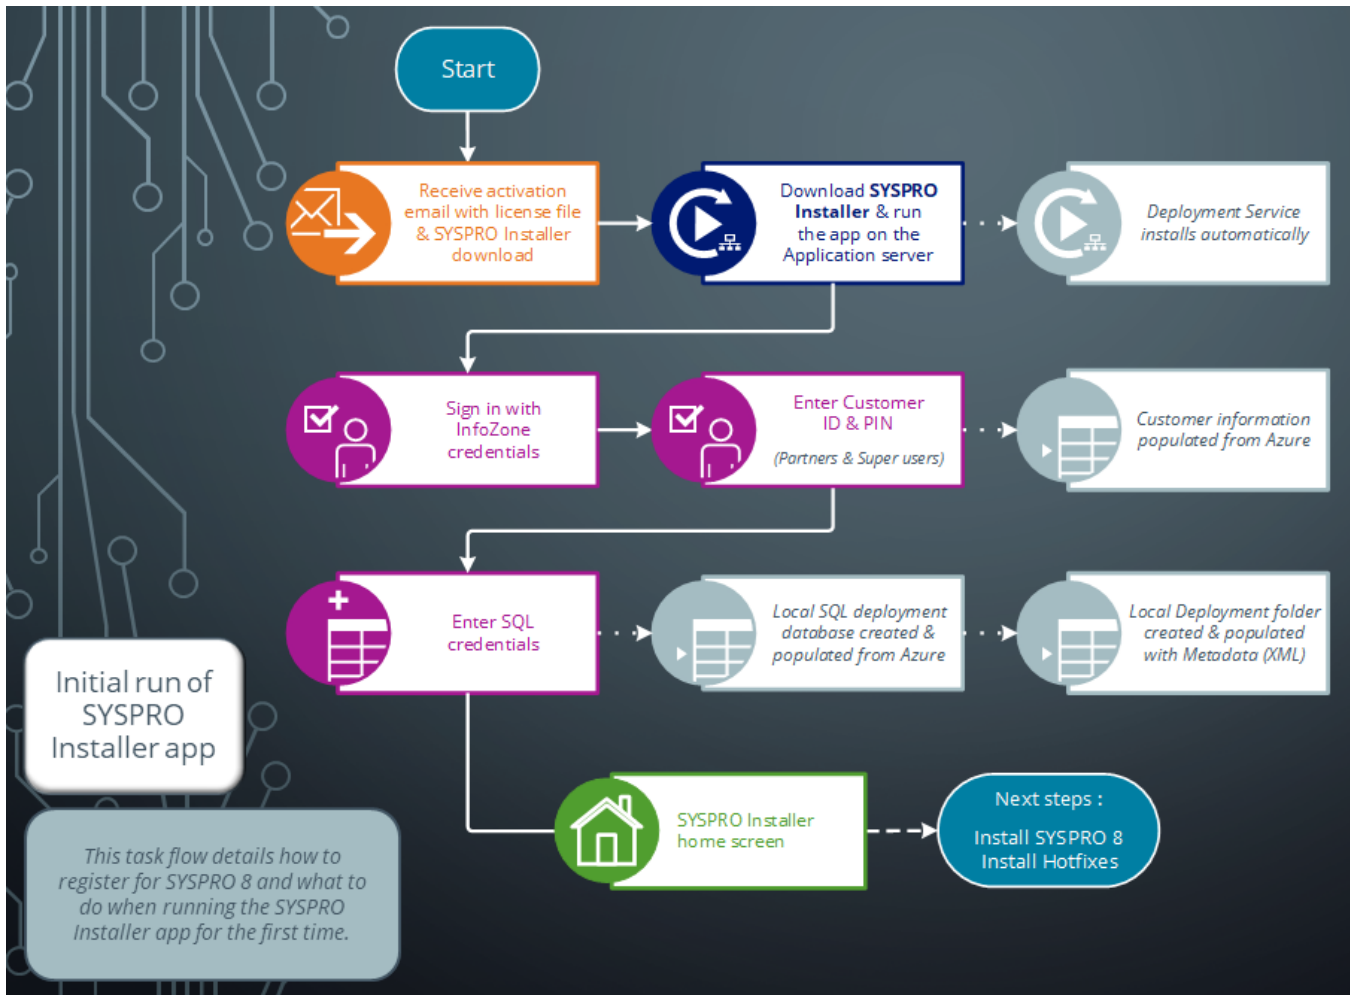 Start
Receive activation
email with license file
& SYSPRO Installer
download
Download SYSPRO
Installer & run
the app on the
Application server
Deployment Service
installs automatically
Sign in with
InfoZone
credentials
Enter Customer
ID & PIN
(Partners & Super users)
Customer information
populated from Azure
Enter SQL
credentials
Local SQL deployment
database created &
populated from Azure
Local Deployment folder
created & populated
with Metadata (XML)
Initial run of
SYSPRO
Installer app
SYSPRO Installer
home screen
Next steps :
Install SYSPRO 8
Install Hotfixes
This task flow details how to
register for SYSPRO 8 and what to
do when running the SYSPRO
Installer app for the first time.